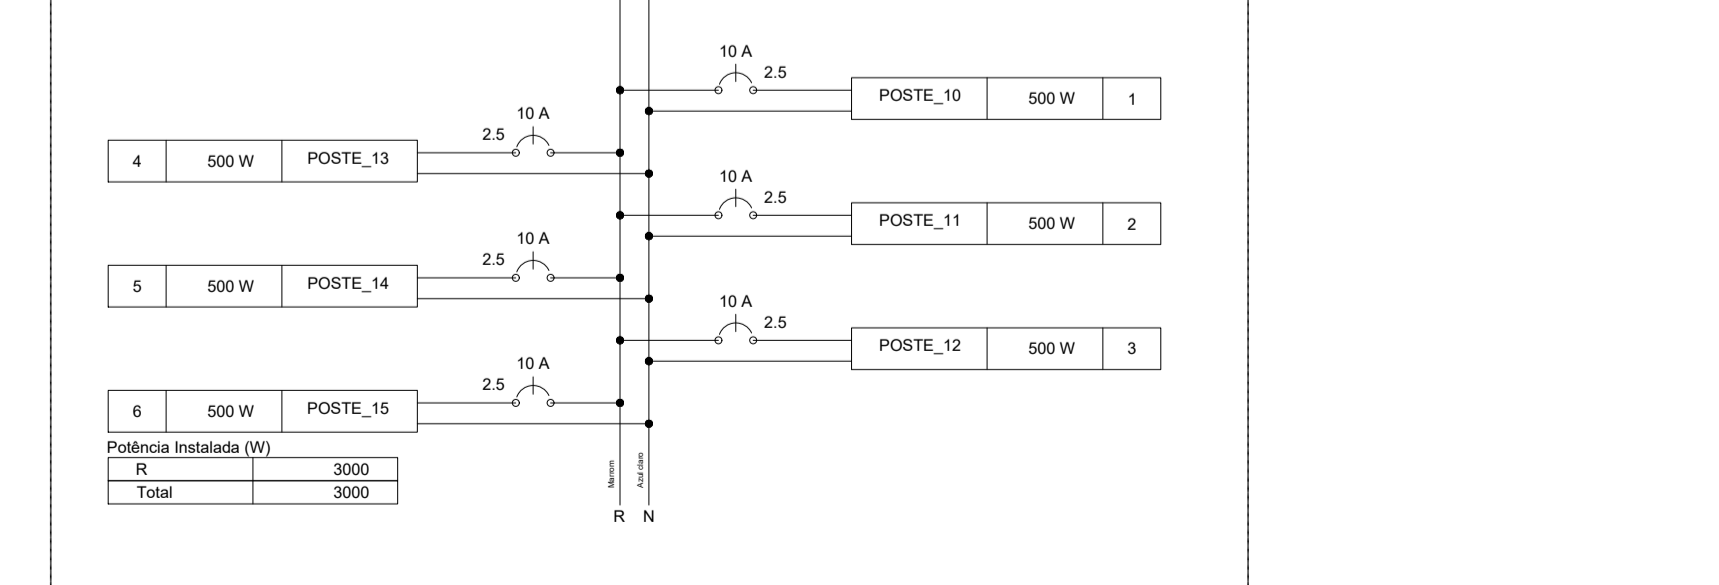 10 A
2.5
POSTE_10 500 W 1
10 A
2.5
4 500 W POSTE_13
10 A
2.5
POSTE_11 500 W 2
10 A
2.5
5 500 W POSTE_14
10 A
2.5
POSTE_12 500 W 3
10 A
2.5
6 500 W POSTE_15
Potência Instalada (W)
R 3000
Total 3000
Marrom
Azul claro
R N